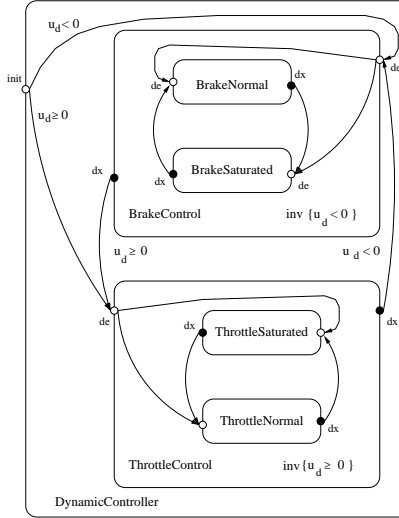 u_d < 0
de
init
de
BrakeNormal
dx
u_d ≥ 0
dx
dx
BrakeSaturated
de
BrakeControl
inv {u_d < 0 }
u_d ≥ 0
u_d < 0
de
dx
dx
ThrottleSaturated
ThrottleNormal
dx
ThrottleControl
inv{u_d ≥ 0 }
DynamicController